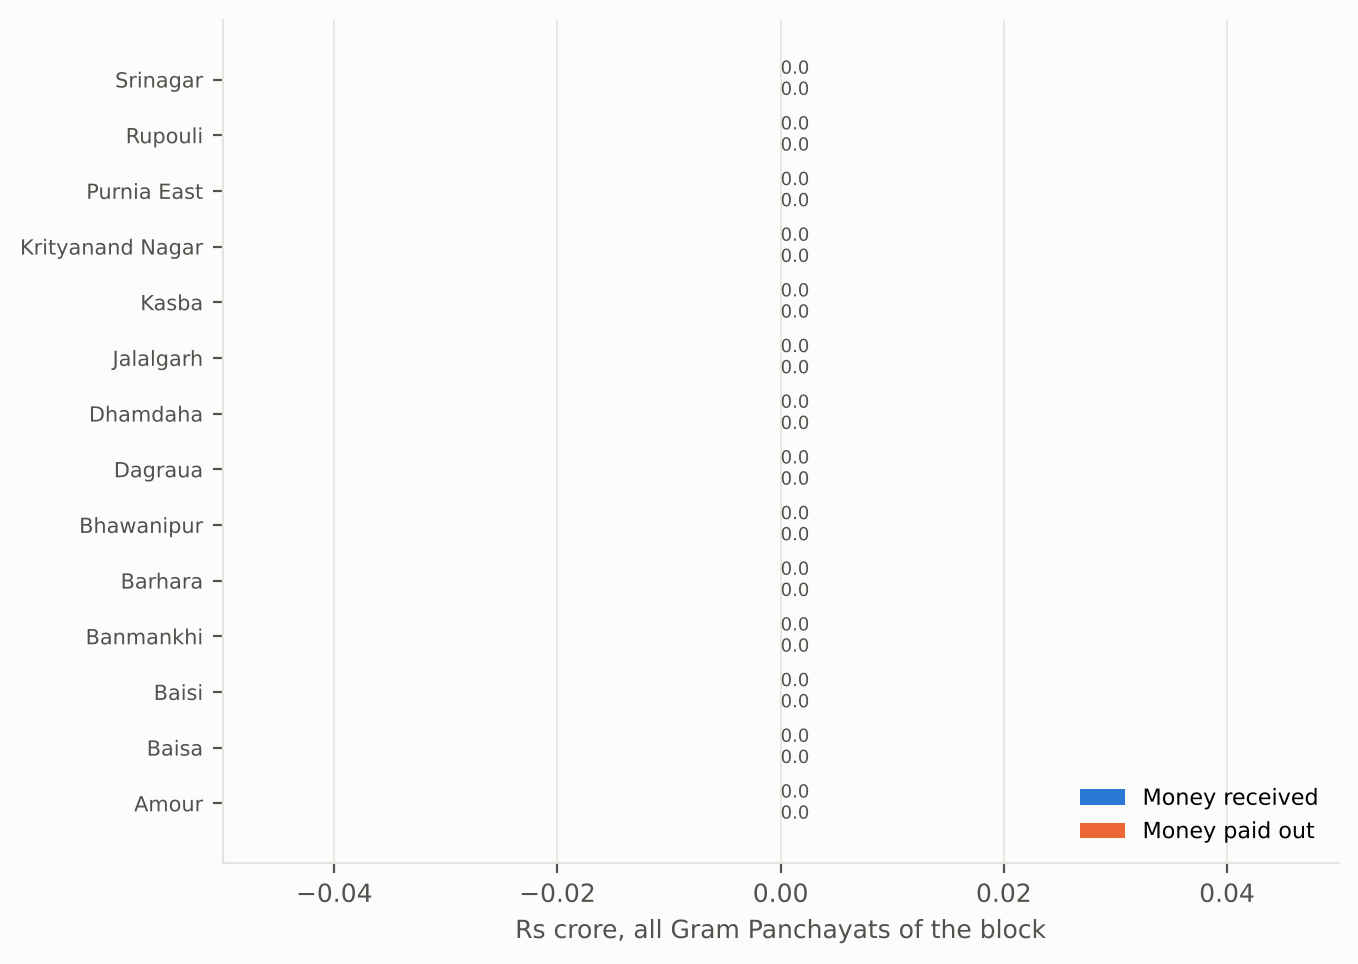 Srinagar 0.0
0.0
Rupouli 0.0
0.0
Purnia East 0.0
0.0
Krityanand Nagar 0.0
0.0
Kasba 0.0
0.0
Jalalgarh 0.0
0.0
Dhamdaha 0.0
0.0
Dagraua 0.0
0.0
Bhawanipur 0.0
0.0
Barhara 0.0
0.0
Banmankhi 0.0
0.0
Baisi 0.0
0.0
Baisa 0.0
0.0
Amour 0.0
0.0
Money received
Money paid out
−0.04 −0.02 0.00 0.02 0.04
Rs crore, all Gram Panchayats of the block